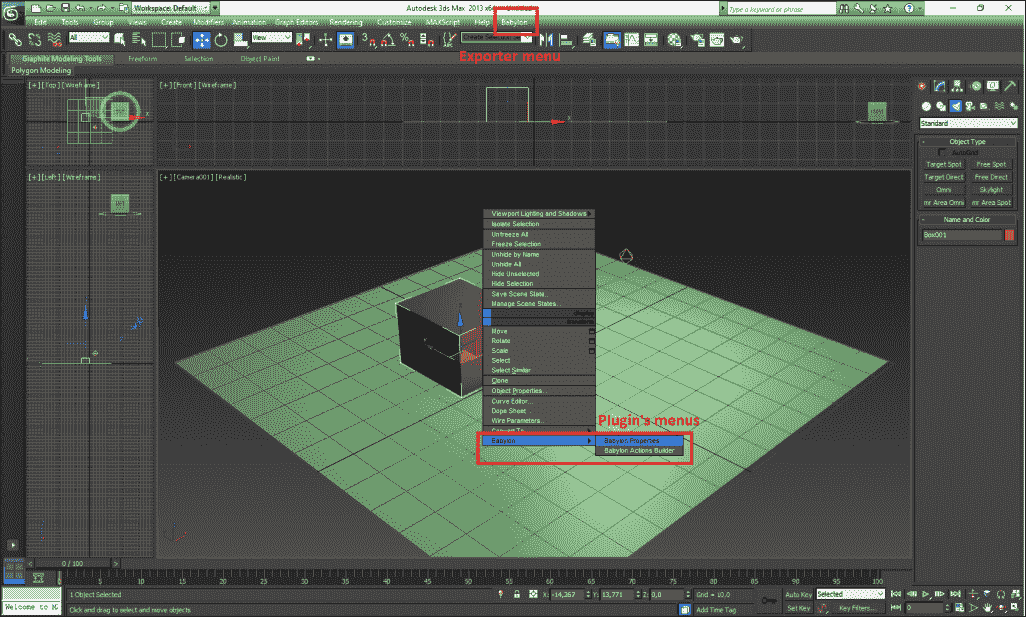 Workspace: Default
Autodesk 3ds Max 2013 x64
Type a keyword or phrase
Edit Tools Group Views Create Modifiers Animation Graph Editors Rendering Customize MAXScript Help Babylon
All
View
Create Selection Se
Exporter menu
Graphite Modeling Tools Freeform Selection Object Paint
Polygon Modeling
[+][Top][Wireframe]
[+][Front][Wireframe]
[+][Left][Wireframe]
[+][Camera001][Realistic]
Standard
Object Type
AutoGrid
Target Spot Free Spot
Target Direct Free Direct
Omni Skylight
mr Area Omni mr Area Spot
Name and Color
Box001
Viewport Lighting and Shadows
Isolate Selection
Unfreeze All
Freeze Selection
Unhide by Name
Unhide All
Hide Unselected
Hide Selection
Save Scene State...
Manage Scene States...
display
transform
Move
Rotate
Scale
Select
Select Similar
Clone
Object Properties...
Curve Editor...
Dope Sheet...
Wire Parameters...
Convert To:
Plugin's menus
Babylon
Babylon Properties
Babylon Actions Builder
0 / 100
5 10 15 20 25 30 35 40 45 50 55 60 65 70 75 80 85 90 95 100
1 Object Selected
X: -14,267 Y: 13,771 Z: 0,0 Grid = 10,0
Auto Key Selected
Welcome to M
Click and drag to select and move objects
Add Time Tag
Set Key Key Filters...
0